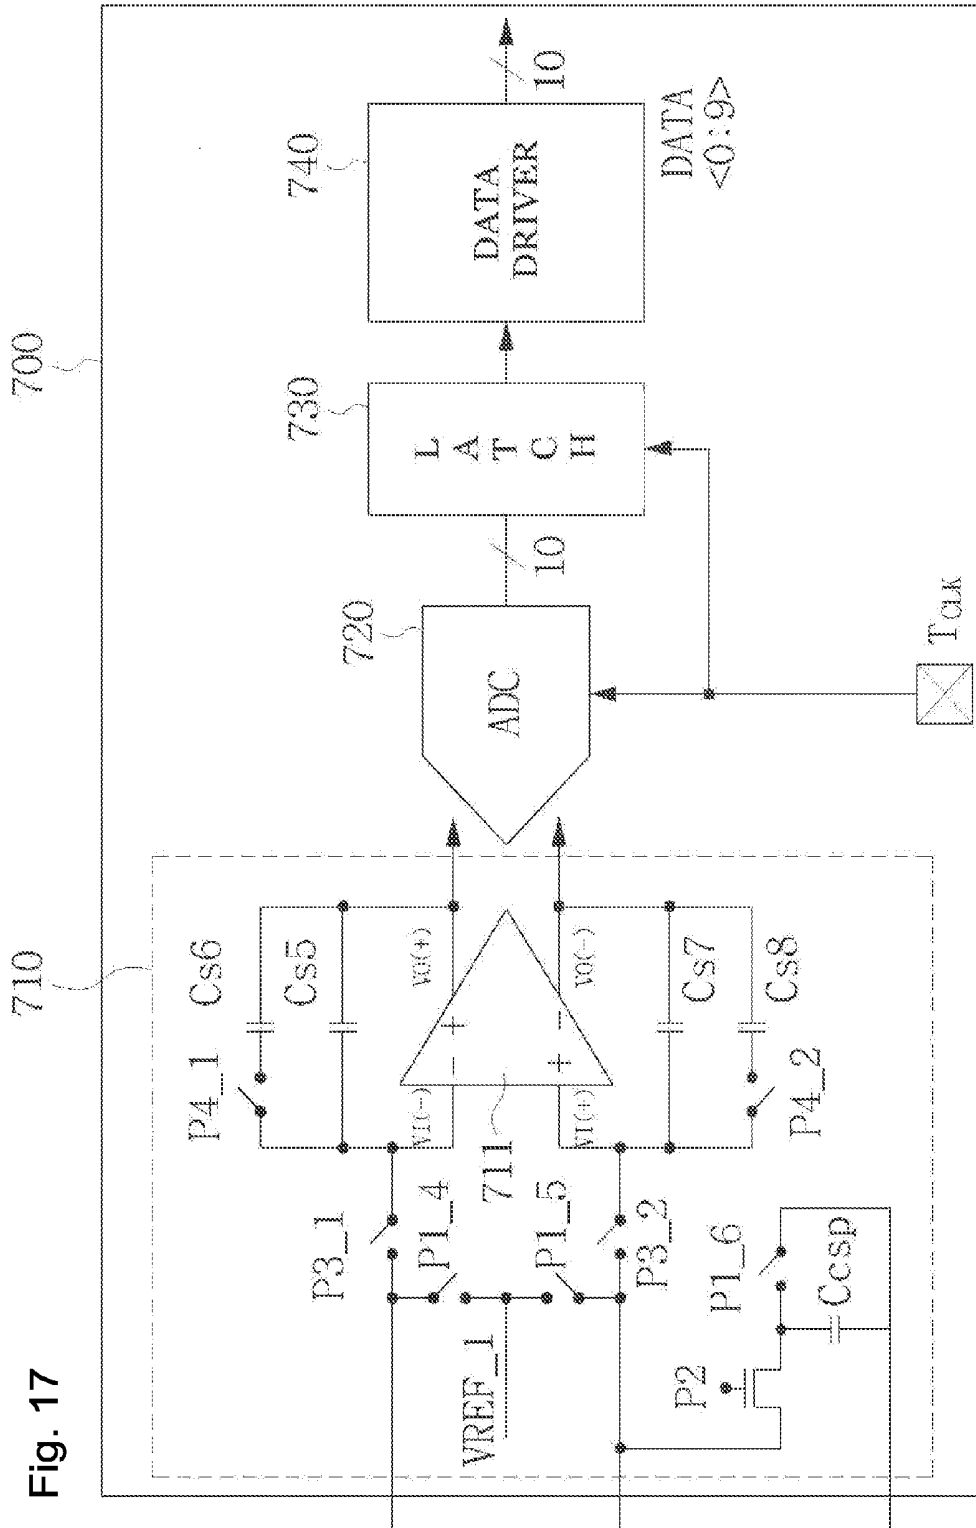 Fig. 17
700
710
Cs6
P4_1
Cs5
VO(+)
VI(-)
- +
+ -
711
VI(+)
VO(-)
Cs7
Cs8
P4_2
P3_1
P1_4
VREF_1
P1_5
P3_2
P2
P1_6
Ccsp
720
ADC
10
730
LATCH
740
DATA
DRIVER
10
DATA
<0:9>
TCLK